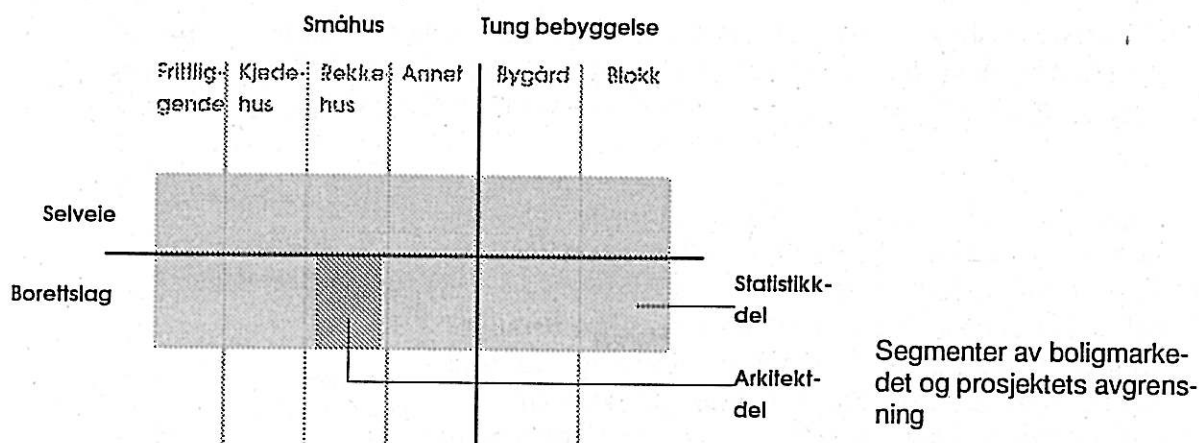 Småhus Tung bebyggelse
Frittlig- Kjede- Rekke- Annet Bygård Blokk
gende hus hus
Selveie
Borettslag
Statistikk-
del
Arkitekt-
del
Segmenter av boligmarke-
det og prosjektets avgrens-
ning